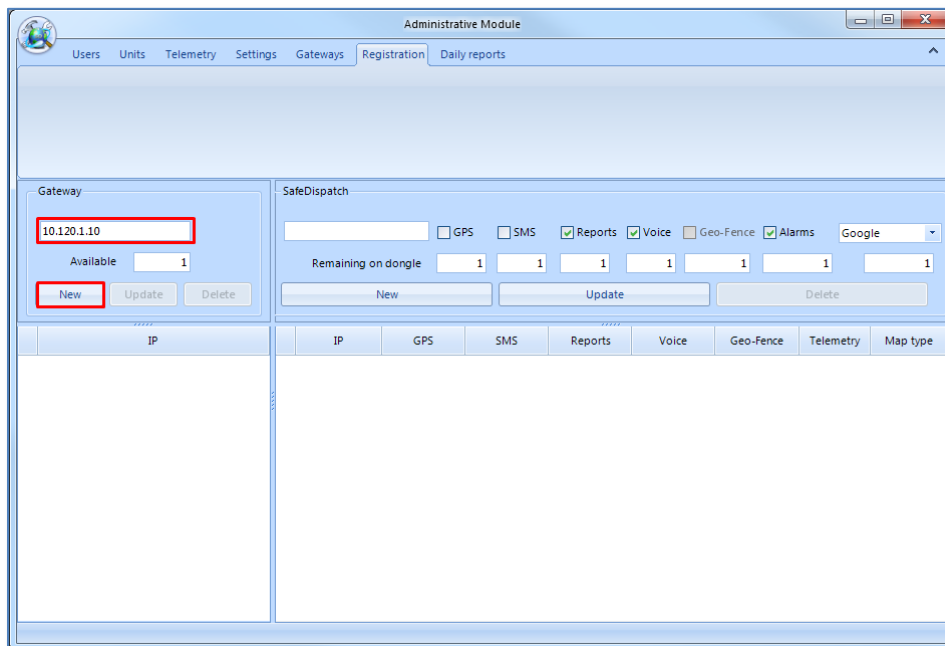 Administrative Module
Users Units Telemetry Settings Gateways Registration Daily reports
Gateway
10.120.1.10
Available 1
New Update Delete
IP
SafeDispatch
GPS SMS Reports Voice Geo-Fence Alarms Google
Remaining on dongle 1 1 1 1 1 1 1
New Update Delete
IP GPS SMS Reports Voice Geo-Fence Telemetry Map type